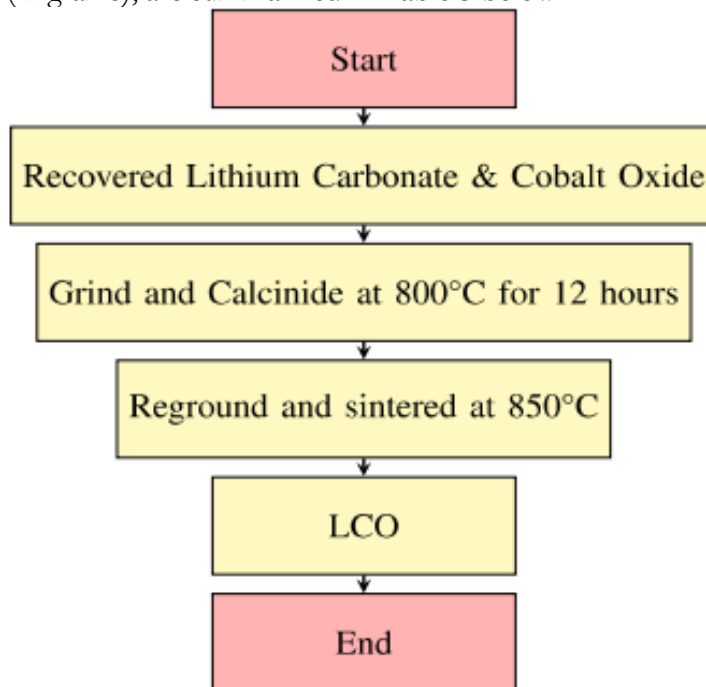 Start
Recovered Lithium Carbonate & Cobalt Oxide
Grind and Calcinide at 800°C for 12 hours
Reground and sintered at 850°C
LCO
End